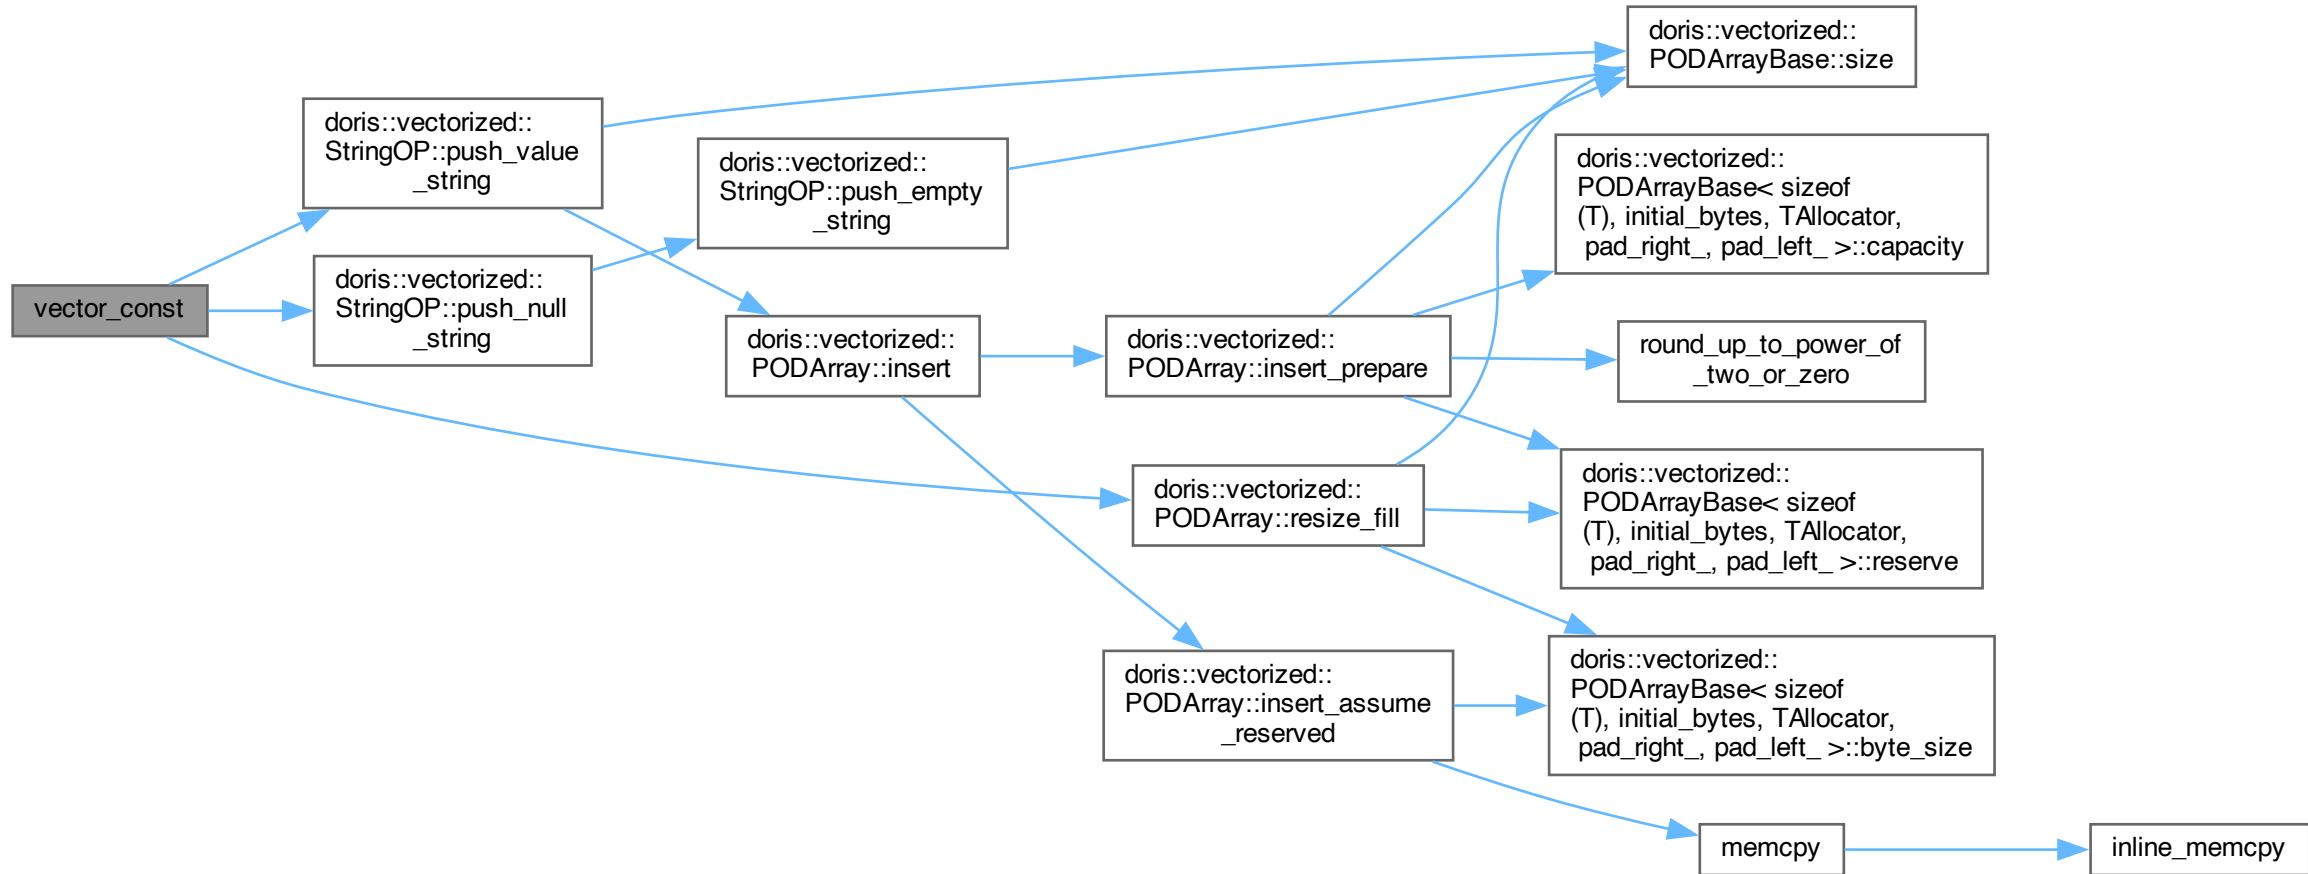 vector_const
doris::vectorized::
StringOP::push_value
_string
doris::vectorized::
StringOP::push_null
_string
doris::vectorized::
StringOP::push_empty
_string
doris::vectorized::
PODArray::insert
doris::vectorized::
PODArray::insert_prepare
doris::vectorized::
PODArray::resize_fill
doris::vectorized::
PODArray::insert_assume
_reserved
doris::vectorized::
PODArrayBase::size
doris::vectorized::
PODArrayBase< sizeof
(T), initial_bytes, TAllocator,
pad_right_, pad_left_ >::capacity
round_up_to_power_of
_two_or_zero
doris::vectorized::
PODArrayBase< sizeof
(T), initial_bytes, TAllocator,
pad_right_, pad_left_ >::reserve
doris::vectorized::
PODArrayBase< sizeof
(T), initial_bytes, TAllocator,
pad_right_, pad_left_ >::byte_size
memcpy
inline_memcpy